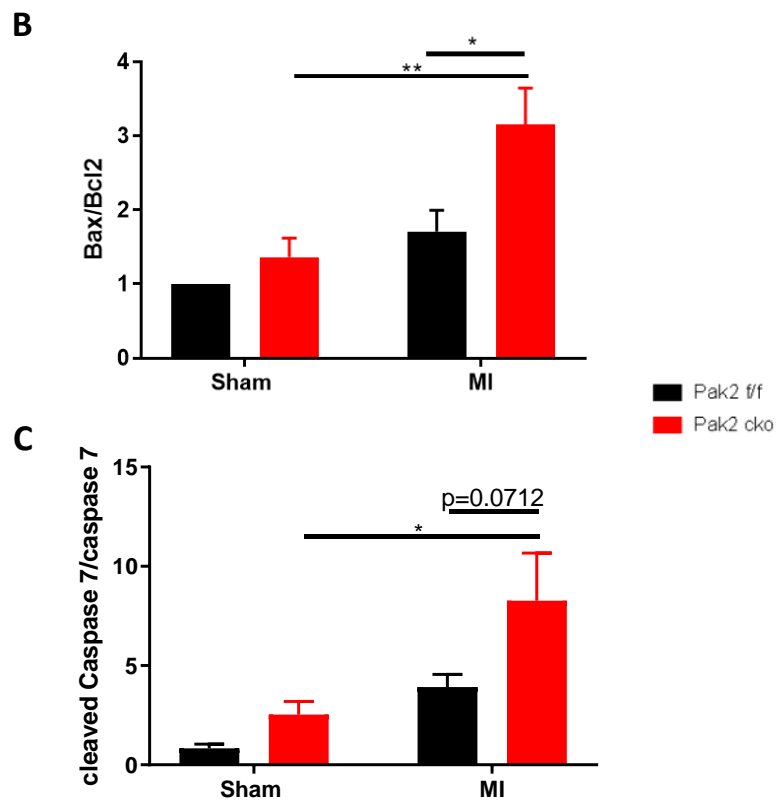 B
*
**
4
3
2
1
0
Bax/Bcl2
Sham MI
Pak2 f/f
Pak2 cko
C
15
10
5
0
cleaved Caspase 7/caspase 7
p=0.0712
*
Sham MI